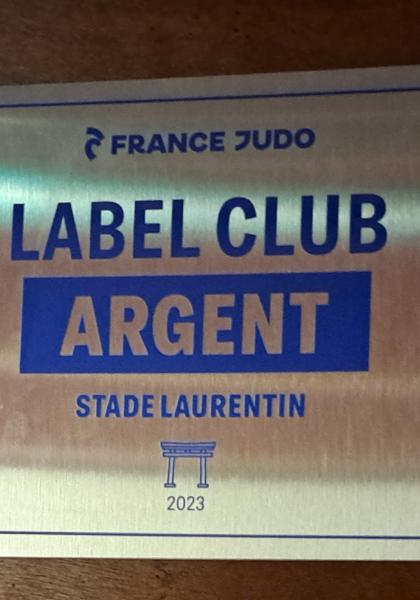 FRANCE JUDO
LABEL CLUB
ARGENT
STADE LAURENTIN
2023